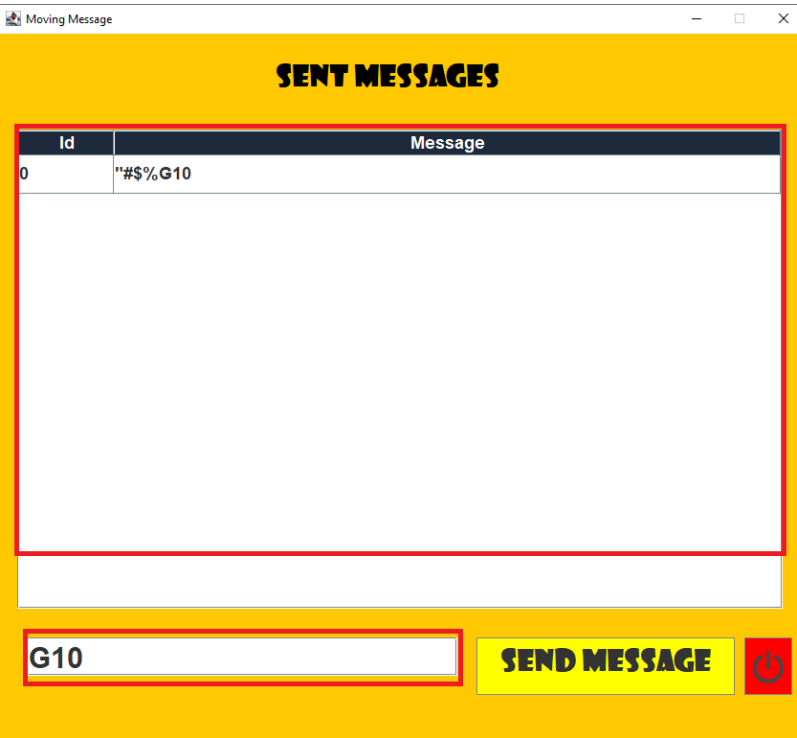 Moving Message
SENT MESSAGES
Id Message
0 "#$%G10
G10
SEND MESSAGE